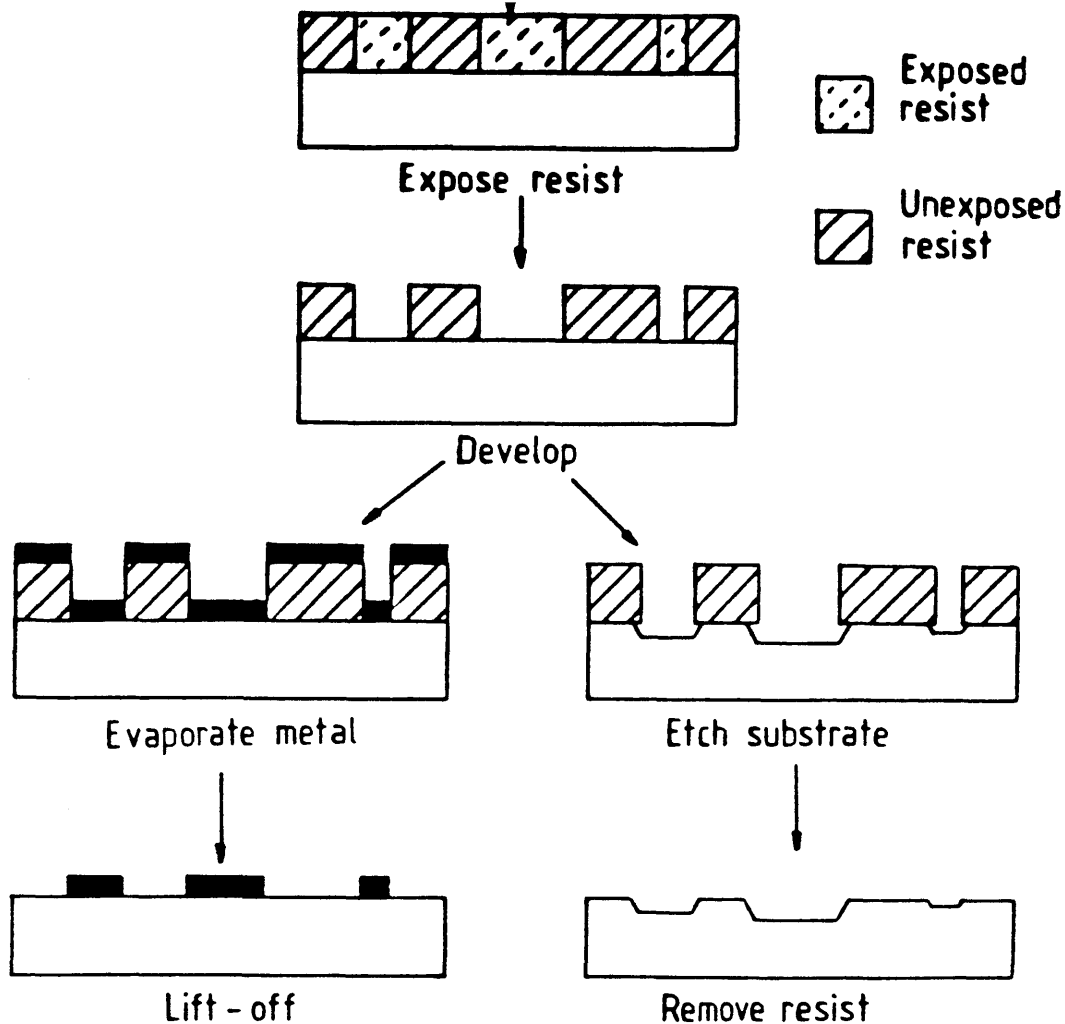 Exposed
resist
Expose resist
Unexposed
resist
Develop
Evaporate metal
Etch substrate
Lift-off
Remove resist